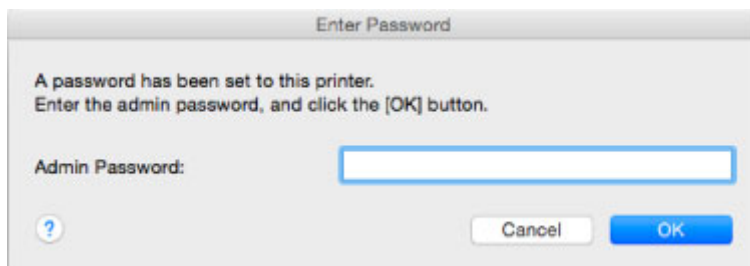 Enter Password
A password has been set to this printer.
Enter the admin password, and click the [OK] button.
Admin Password:
?
Cancel
OK